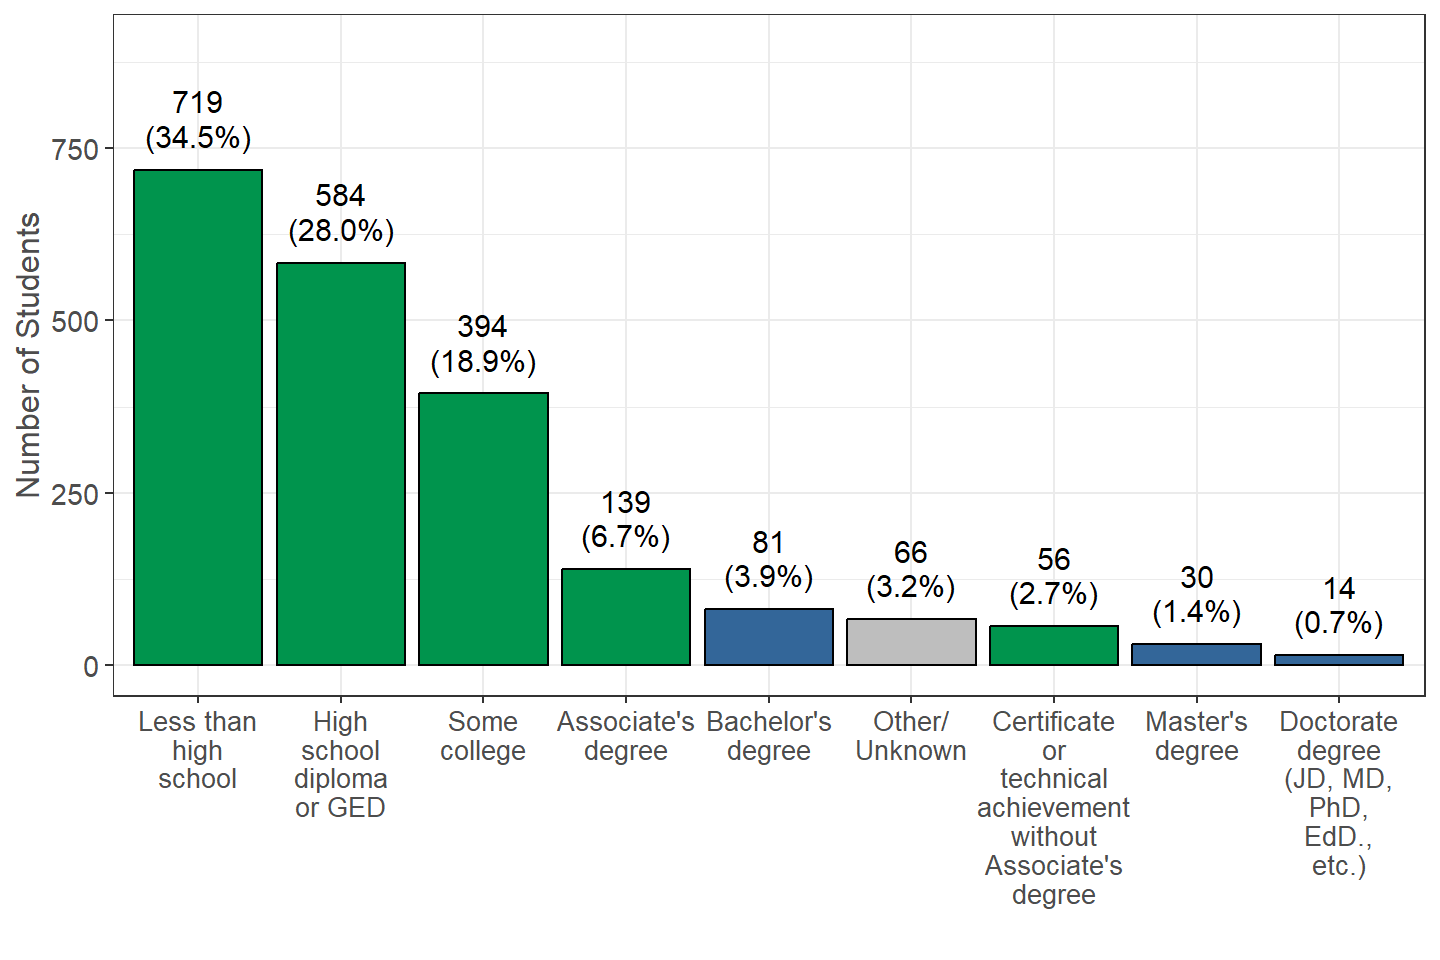 719
(34.5%)
584
(28.0%)
394
(18.9%)
139
(6.7%)
81
(3.9%)
66
(3.2%)
56
(2.7%)
30
(1.4%)
14
(0.7%)
Number of Students
750
500
250
0
Less than
high
school
High
school
diploma
or GED
Some
college
Associate's
degree
Bachelor's
degree
Other/
Unknown
Certificate
or
technical
achievement
without
Associate's
degree
Master's
degree
Doctorate
degree
(JD, MD,
PhD,
EdD.,
etc.)